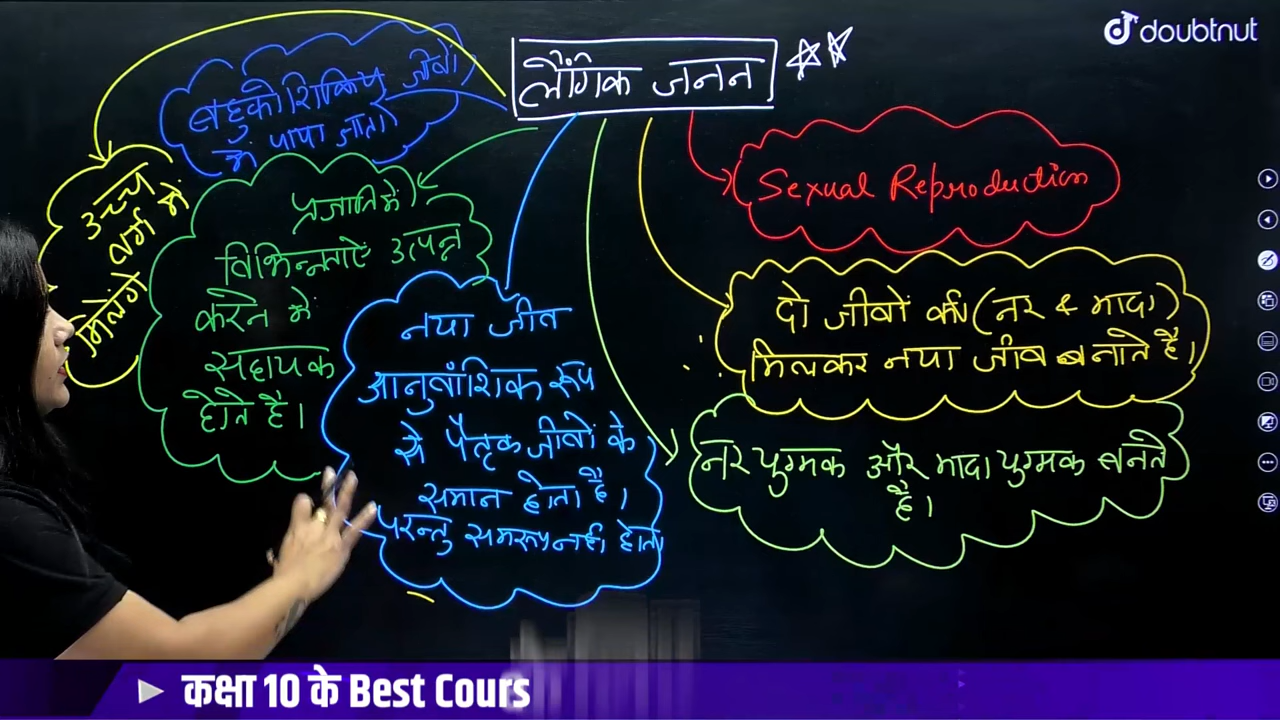 doubtnut
लैंगिक जनन
बहुकोशिकिय जीवों
में पाया जाता।
उच्च
वर्ग में
मिलेंगे
प्रजाति में
विभिन्नताएँ उत्पन्न
करने में
सहायक
होते है।
नया जीव
आनुवांशिक रूप
से पैतृक जीवों के
समान होता है।
परन्तु समरूप नहीं होता।
Sexual Reproduction
दो जीवों (नर & मादा)
मिलकर नया जीव बनाते है।
नर युग्मक और मादा युग्मक बनते
है।
कक्षा 10 के Best Cours